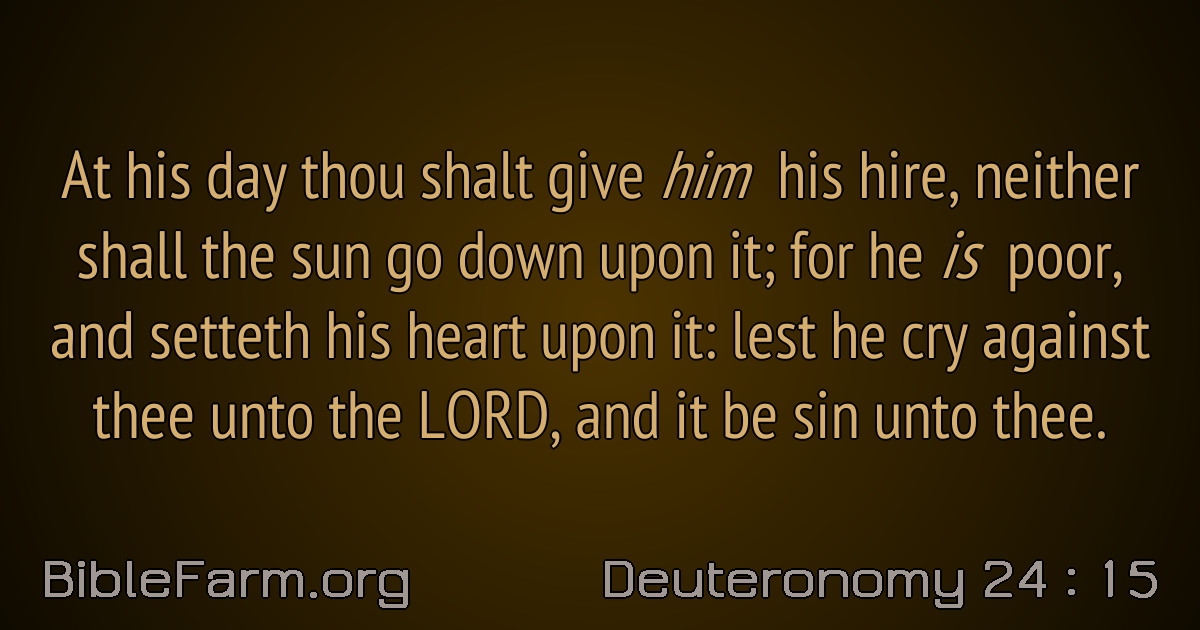 At his day thou shalt give him his hire, neither
shall the sun go down upon it; for he is poor,
and setteth his heart upon it: lest he cry against
thee unto the LORD, and it be sin unto thee.
BibleFarm.org
Deuteronomy 24 : 15